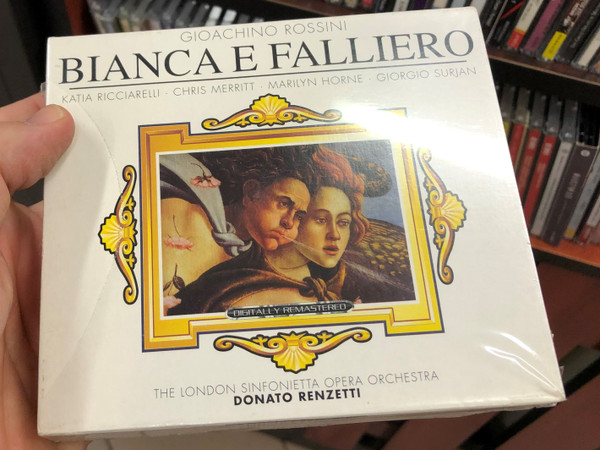 GIOACHINO ROSSINI
BIANCA E FALLIERO
KATIA RICCIARELLI · CHRIS MERRITT · MARILYN HORNE · GIORGIO SURJAN
DIGITALLY REMASTERED
THE LONDON SINFONIETTA OPERA ORCHESTRA
DONATO RENZETTI